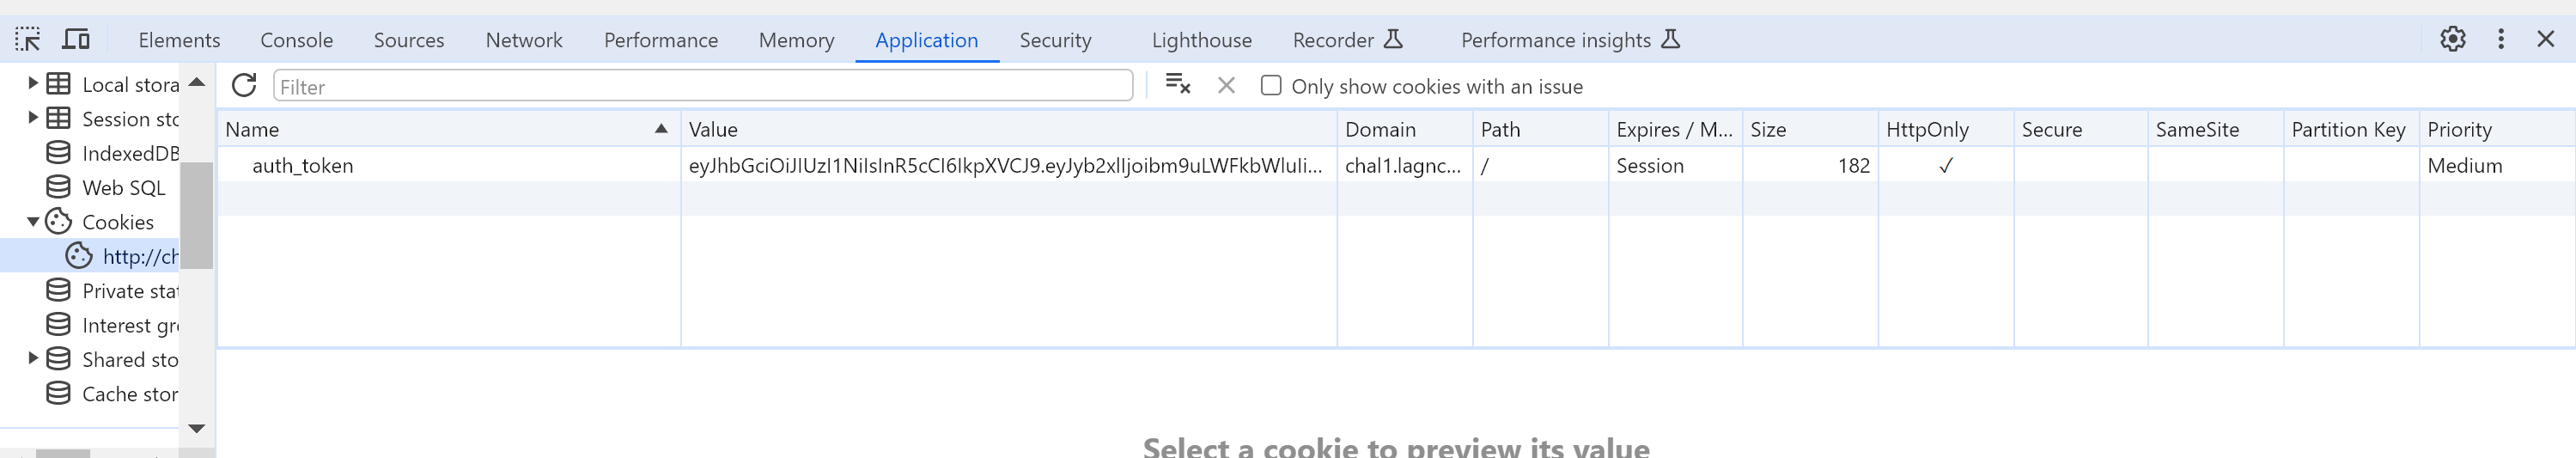 Elements Console Sources Network Performance Memory Application Security Lighthouse Recorder Performance insights
Filter Only show cookies with an issue
Local stora
Session sto
IndexedDB
Web SQL
Cookies
http://ch
Private stat
Interest gro
Shared sto
Cache stor
Name Value Domain Path Expires / M... Size HttpOnly Secure SameSite Partition Key Priority
auth_token eyJhbGciOiJIUzI1NiIsInR5cCI6IkpXVCJ9.eyJyb2xlIjoibm9uLWFkbWluIi... chal1.lagnc... / Session 182 ✓ Medium
Select a cookie to preview its value